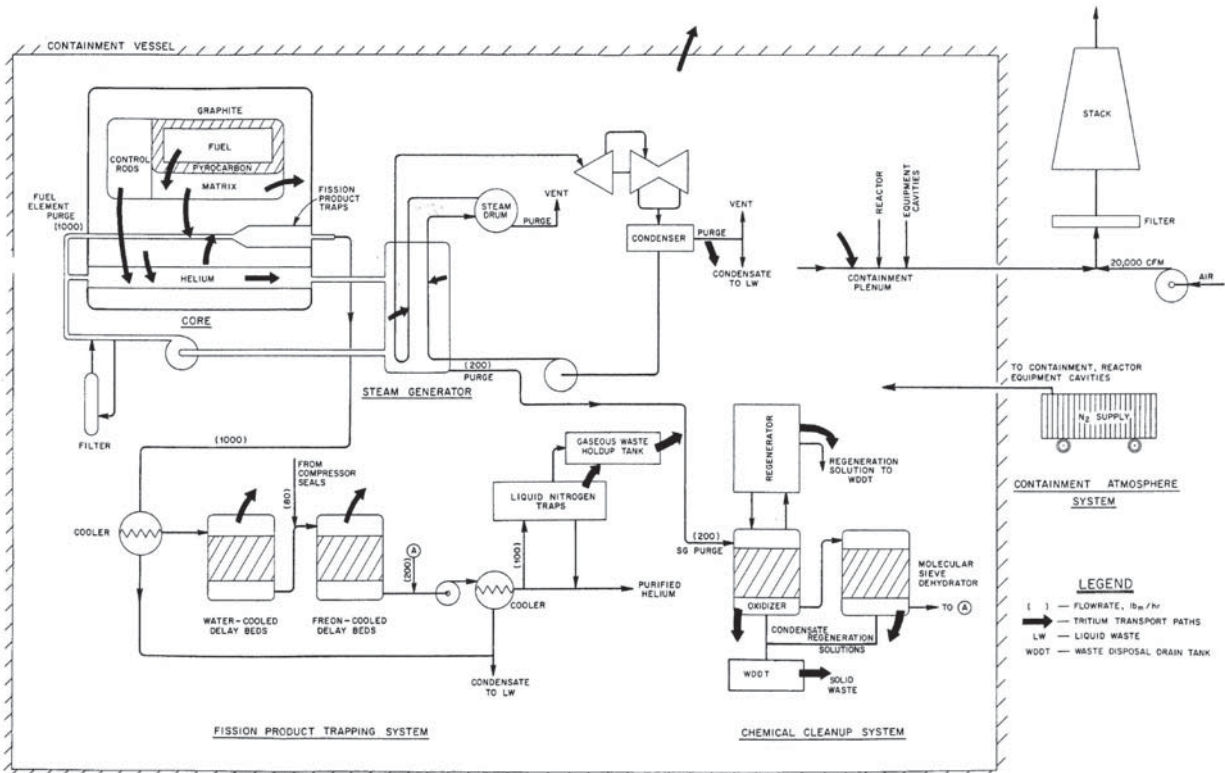 CONTAINMENT VESSEL
GRAPHITE
FUEL
CONTROL
RODS
PYROCARBON
MATRIX
FISSION
PRODUCT
TRAPS
FUEL
ELEMENT
PURGE
(1000)
HELIUM
CORE
FILTER
STEAM
DRUM
VENT
PURGE
STEAM GENERATOR
(200)
PURGE
CONDENSER
VENT
PURGE
CONDENSATE
TO LW
REACTOR
EQUIPMENT
CAVITIES
CONTAINMENT
PLENUM
STACK
FILTER
20,000 CFM
AIR
TO CONTAINMENT, REACTOR
EQUIPMENT CAVITIES
N2 SUPPLY
CONTAINMENT ATMOSPHERE
SYSTEM
(1000)
FROM
COMPRESSOR
SEALS
(80)
COOLER
WATER-COOLED
DELAY BEDS
FREON-COOLED
DELAY BEDS
(200)
A
COOLER
(100)
LIQUID NITROGEN
TRAPS
GASEOUS WASTE
HOLDUP TANK
PURIFIED
HELIUM
CONDENSATE
TO LW
FISSION PRODUCT TRAPPING SYSTEM
REGENERATOR
REGENERATION
SOLUTION TO
WDDT
(200)
SG PURGE
OXIDIZER
MOLECULAR
SIEVE
DEHYDRATOR
TO A
CONDENSATE
REGENERATION
SOLUTIONS
WDDT
SOLID
WASTE
CHEMICAL CLEANUP SYSTEM
LEGEND
( ) — FLOWRATE, lbm/hr
— TRITIUM TRANSPORT PATHS
LW — LIQUID WASTE
WDDT — WASTE DISPOSAL DRAIN TANK